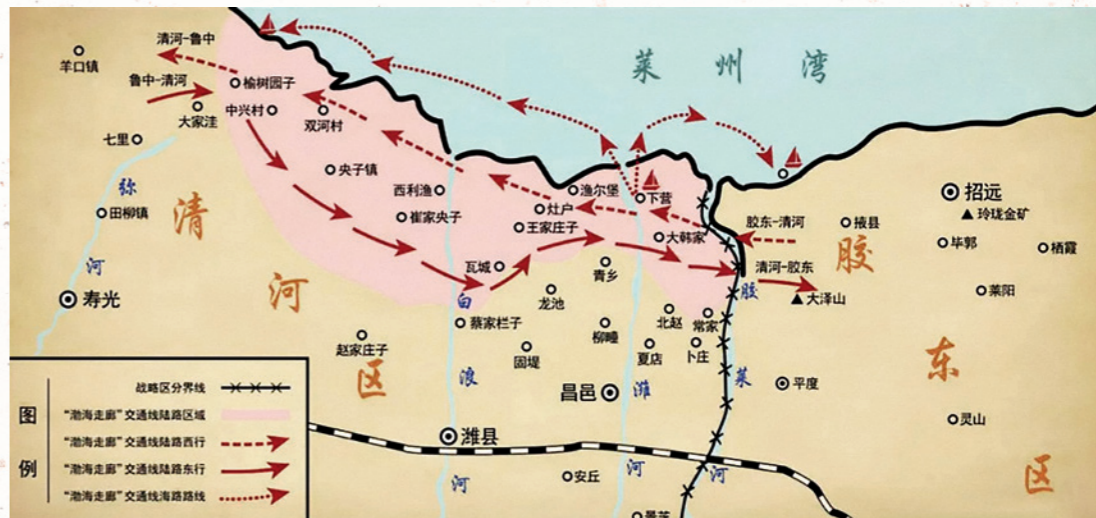 莱州湾
清河-鲁中
羊口镇
鲁中-清河
榆树园子
大家洼
中兴村
双河村
七里
央子镇
西利渔
渔尔堡
下营
招远
玲珑金矿
弥
河
田柳镇
清
河
区
崔家央子
灶户
王家庄子
大韩家
胶东-清河
掖县
毕郭
栖霞
胶
东
区
瓦城
青乡
清河-胶东
寿光
白
浪
河
龙池
胶
莱
河
大泽山
莱阳
蔡家栏子
北赵
常家
赵家庄子
固堤
柳疃
夏店
卜庄
昌邑
潍
河
平度
灵山
潍县
安丘
图例
战略区分界线
“渤海走廊”交通线陆路区域
“渤海走廊”交通线陆路西行
“渤海走廊”交通线陆路东行
“渤海走廊”交通线海路路线